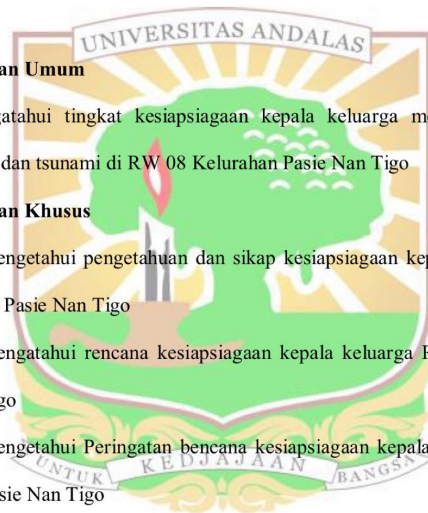 UNIVERSITAS ANDALAS
an Umum
gatahui tingkat kesiapsiagaan kepala keluarga m
dan tsunami di RW 08 Kelurahan Pasie Nan Tigo
an Khusus
engetahui pengetahuan dan sikap kesiapsiagaan kep
Pasie Nan Tigo
engatahui rencana kesiapsiagaan kepala keluarga
go
engetahui Peringatan bencana kesiapsiagaan kepala
UNTUK KEDJAJAAN BANGSA
sie Nan Tigo